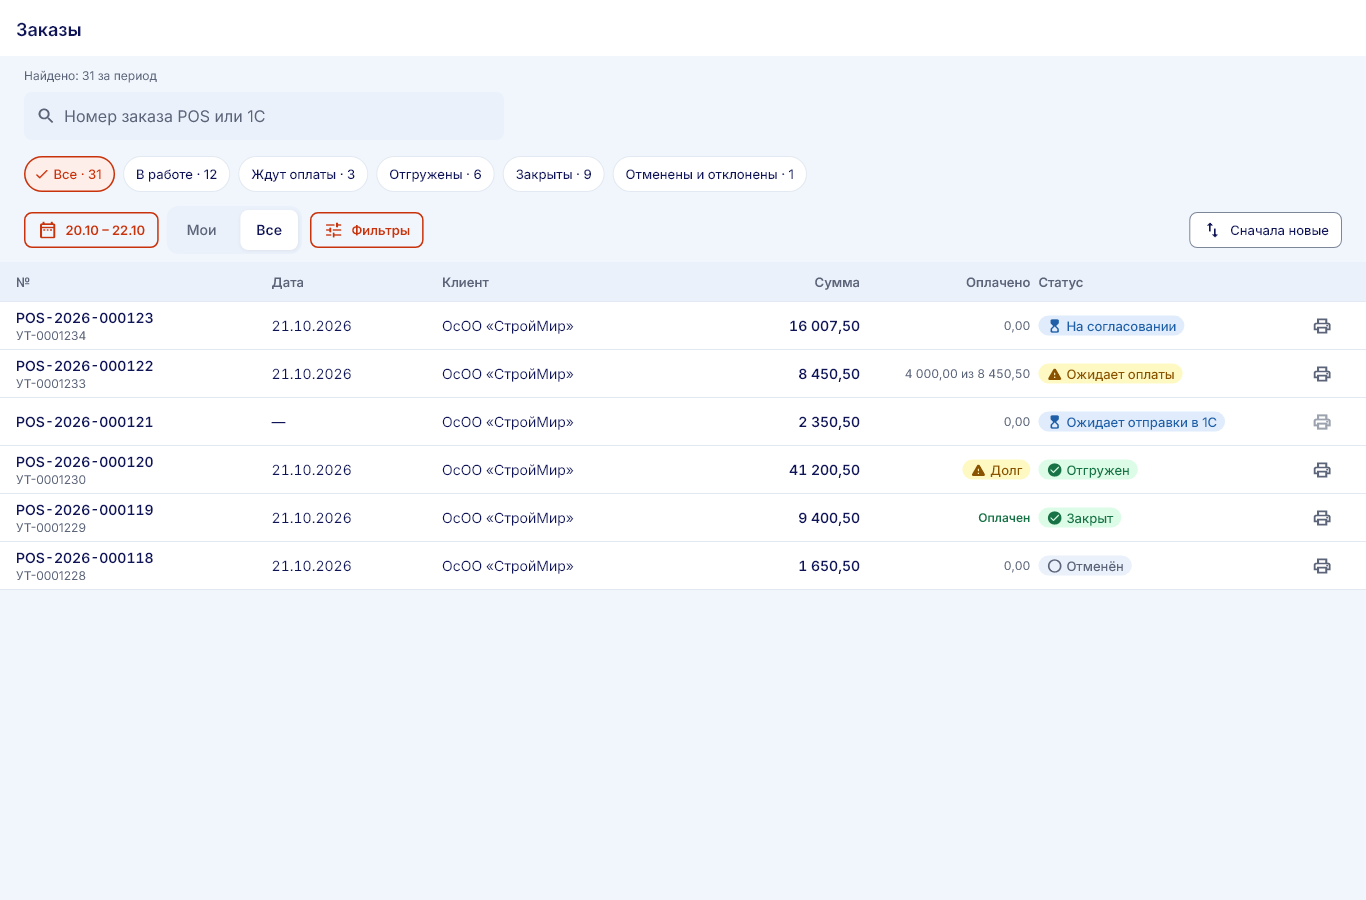 Заказы
Найдено: 31 за период
Номер заказа POS или 1С
Все · 31
В работе · 12
Ждут оплаты · 3
Отгружены · 6
Закрыты · 9
Отменены и отклонены · 1
20.10 – 22.10
Мои
Все
Фильтры
Сначала новые
№ Дата Клиент Сумма Оплачено Статус
POS-2026-000123 21.10.2026 ОсОО «СтройМир» 16 007,50 0,00 На согласовании
УТ-0001234
POS-2026-000122 21.10.2026 ОсОО «СтройМир» 8 450,50 4 000,00 из 8 450,50 Ожидает оплаты
УТ-0001233
POS-2026-000121 — ОсОО «СтройМир» 2 350,50 0,00 Ожидает отправки в 1С
POS-2026-000120 21.10.2026 ОсОО «СтройМир» 41 200,50 Долг Отгружен
УТ-0001230
POS-2026-000119 21.10.2026 ОсОО «СтройМир» 9 400,50 Оплачен Закрыт
УТ-0001229
POS-2026-000118 21.10.2026 ОсОО «СтройМир» 1 650,50 0,00 Отменён
УТ-0001228